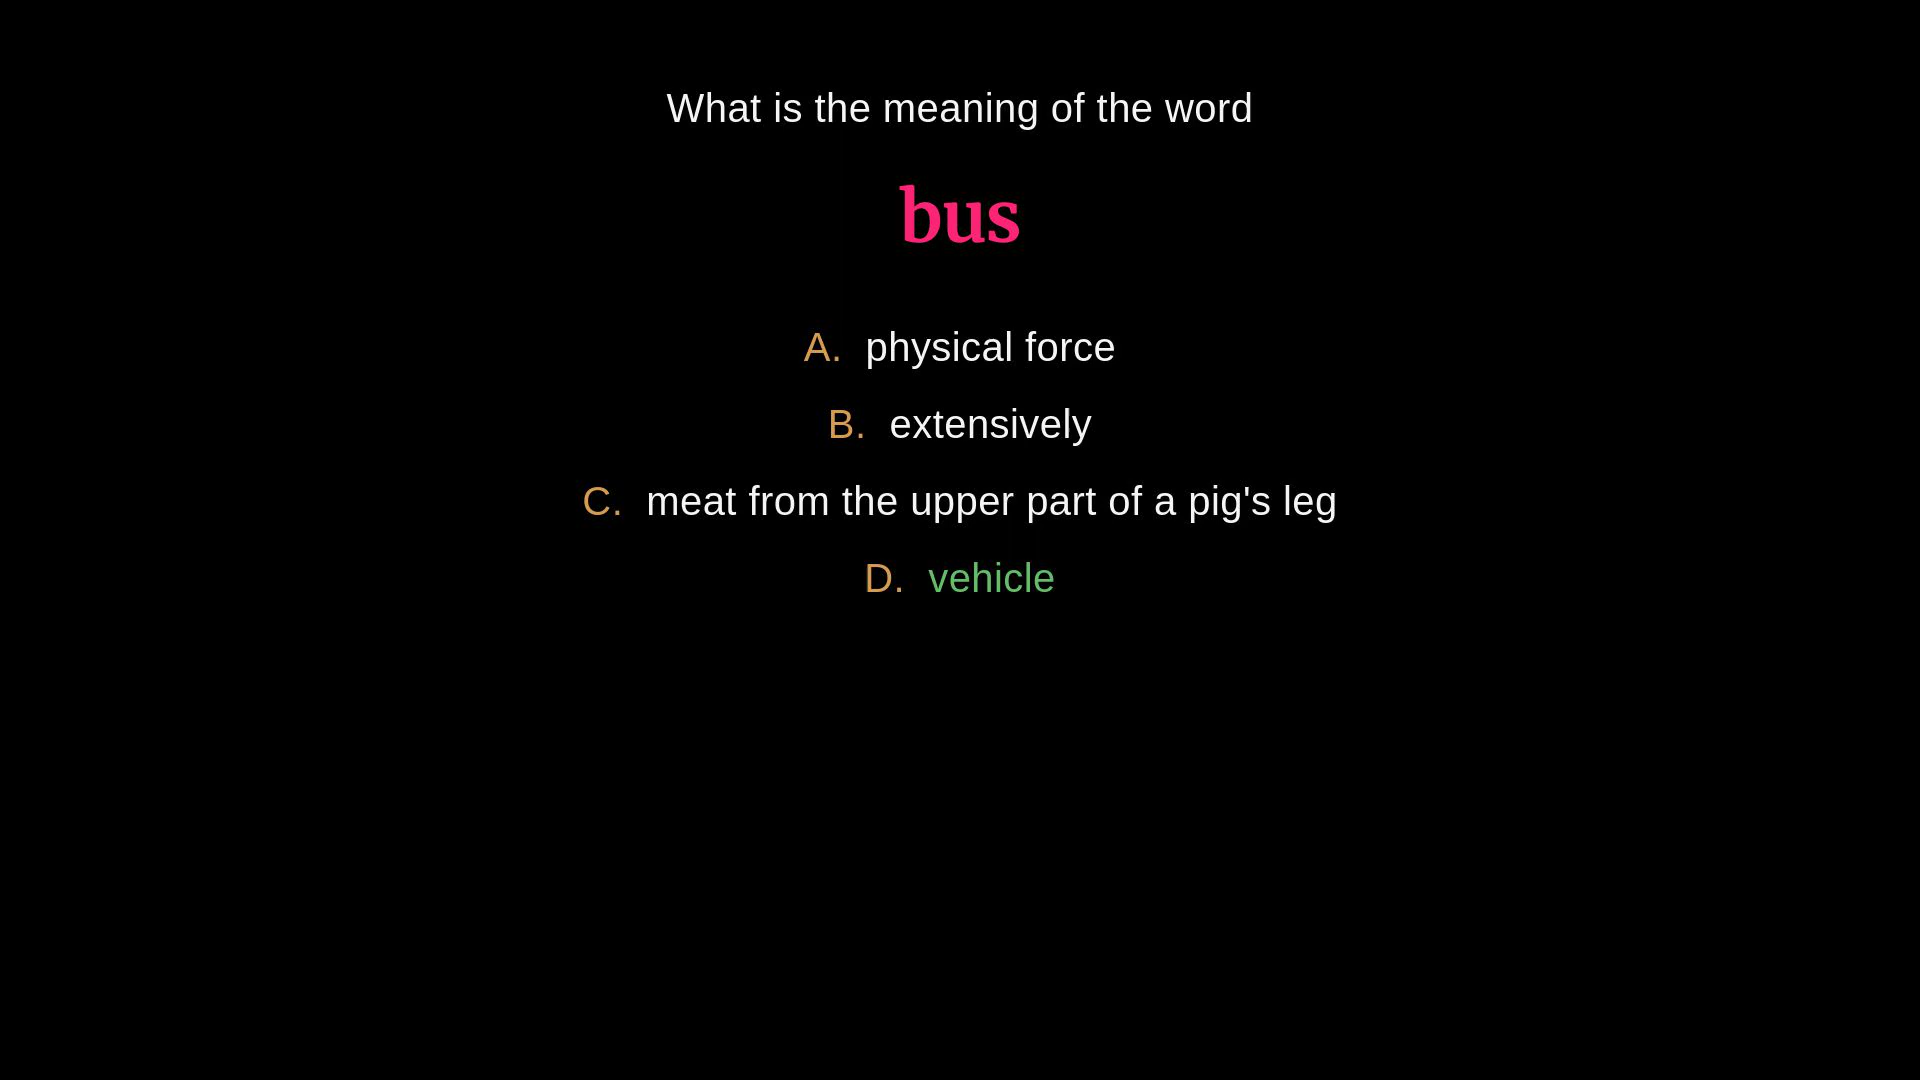 What is the meaning of the word
bus
A. physical force
B. extensively
C. meat from the upper part of a pig's leg
D. vehicle